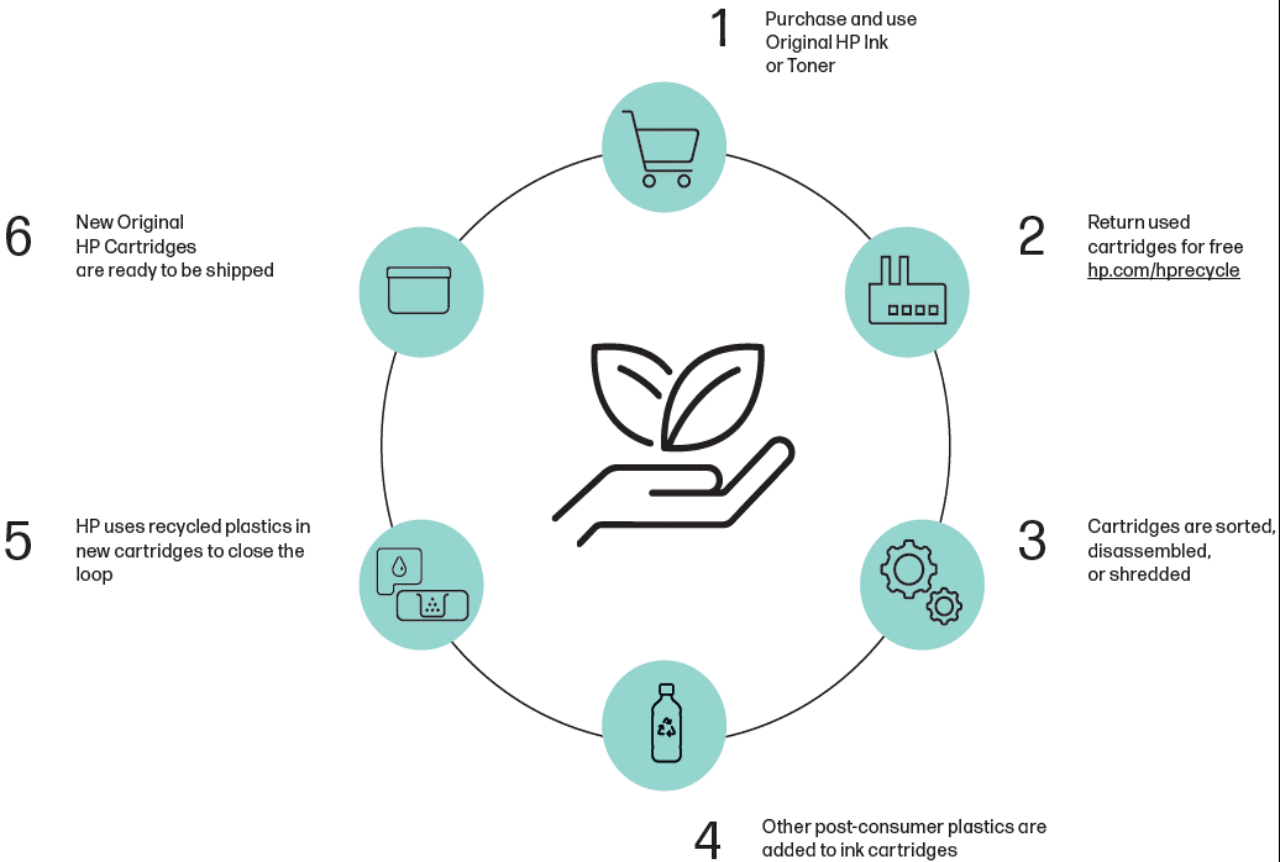 1
Purchase and use
Original HP Ink
or Toner
2
Return used
cartridges for free
hp.com/hprecycle
3
Cartridges are sorted,
disassembled,
or shredded
4
Other post-consumer plastics are
added to ink cartridges
5
HP uses recycled plastics in
new cartridges to close the
loop
6
New Original
HP Cartridges
are ready to be shipped